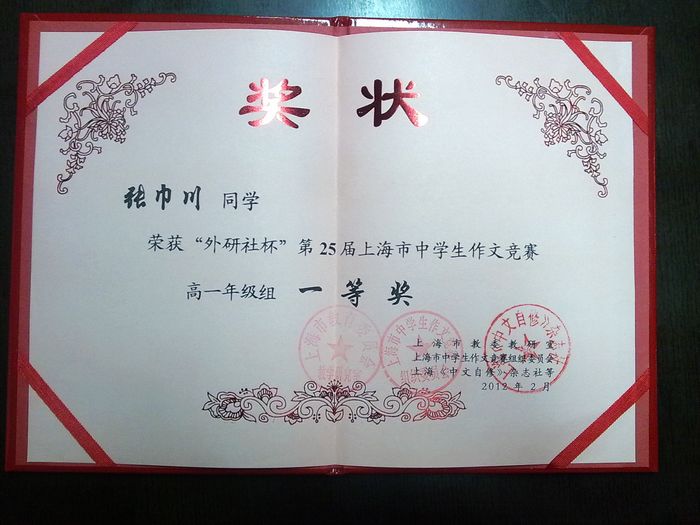 奖状
张巾川 同学
荣获“外研社杯”第25届上海市中学生作文竞赛
高一年级组 一等奖
上海市教委教研室
上海市中学生作文竞赛组织委员会
上海《中文自修》杂志社等
2012年2月